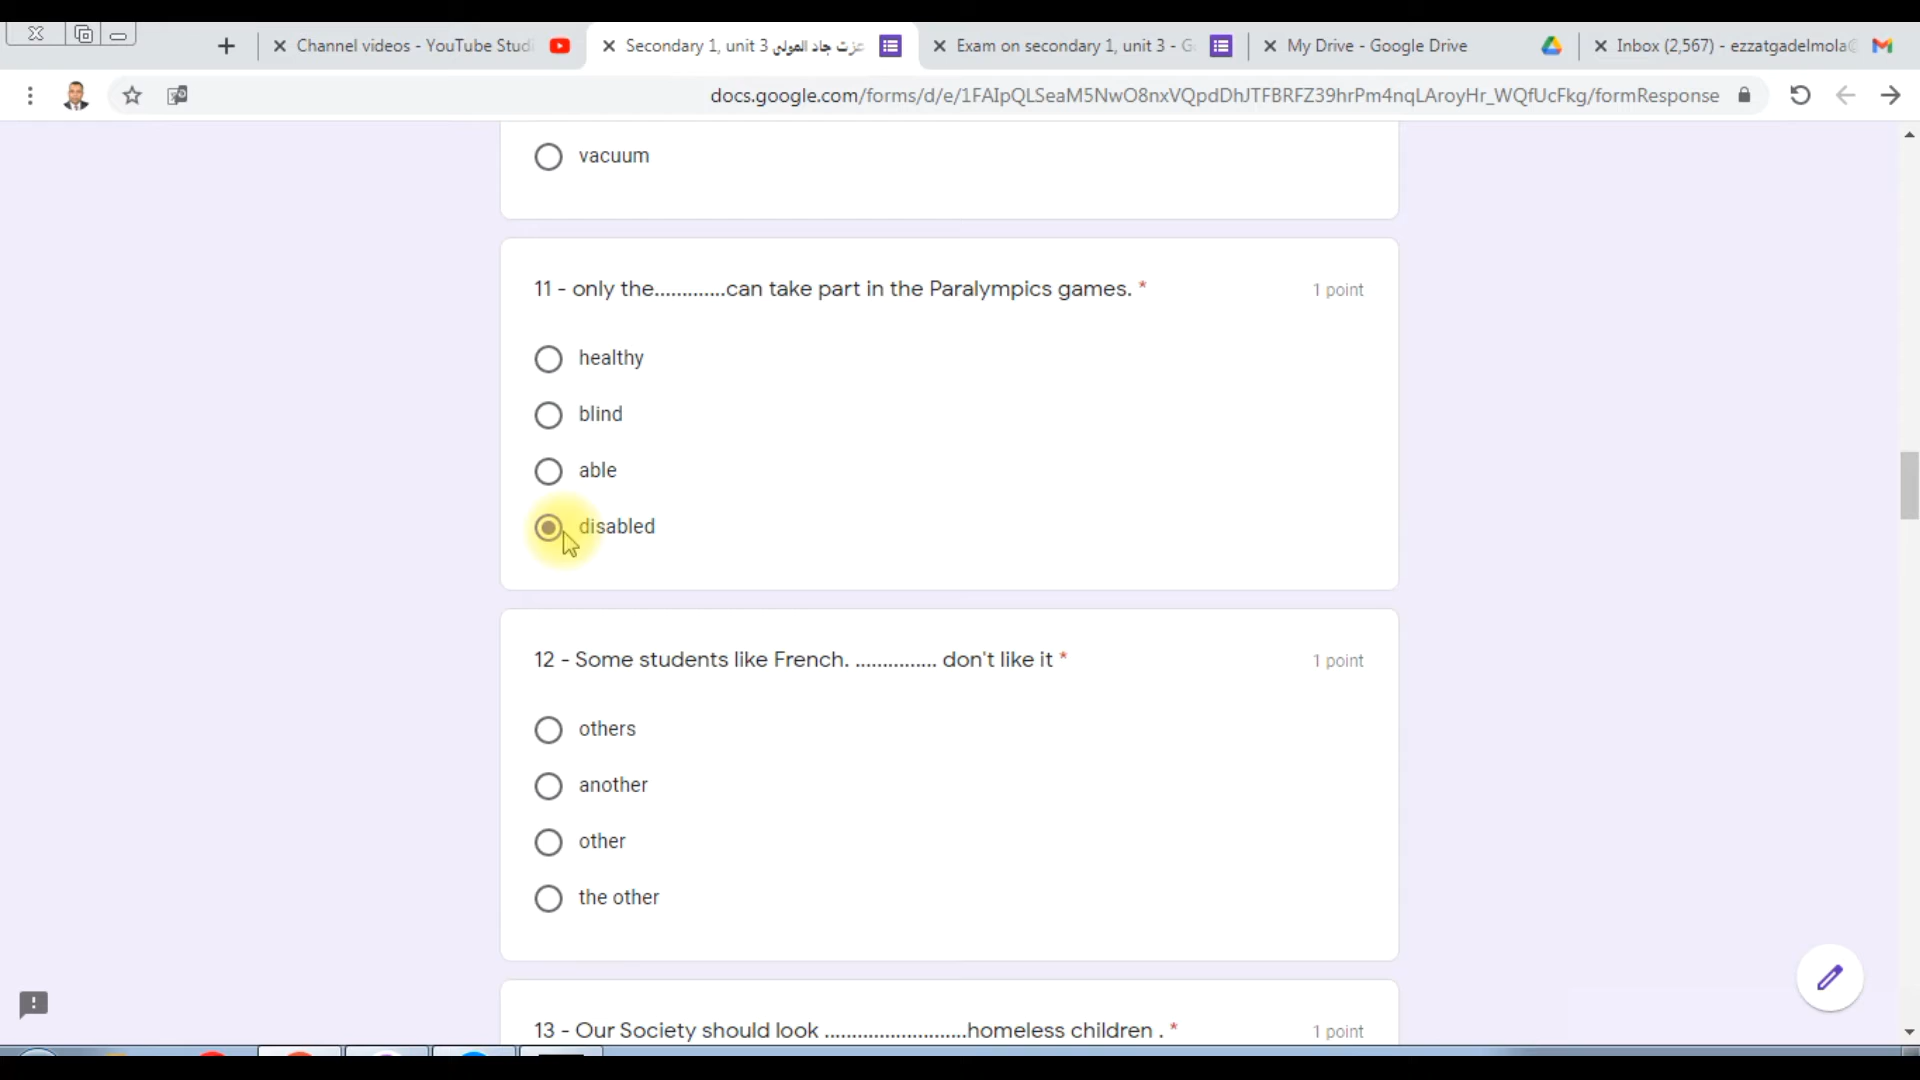 Channel videos - YouTube Studi
Secondary 1, unit 3 عزت جاد المولى
Exam on secondary 1, unit 3 - G
My Drive - Google Drive
Inbox (2,567) - ezzatgadelmola@
docs.google.com/forms/d/e/1FAIpQLSeaM5NwO8nxVQpdDhJTFBRFZ39hrPm4nqLAroyHr_WQfUcFkg/formResponse
vacuum
11 - only the.............can take part in the Paralympics games. *
1 point
healthy
blind
able
disabled
12 - Some students like French. ............... don't like it *
1 point
others
another
other
the other
13 - Our Society should look ..........................homeless children . *
1 point